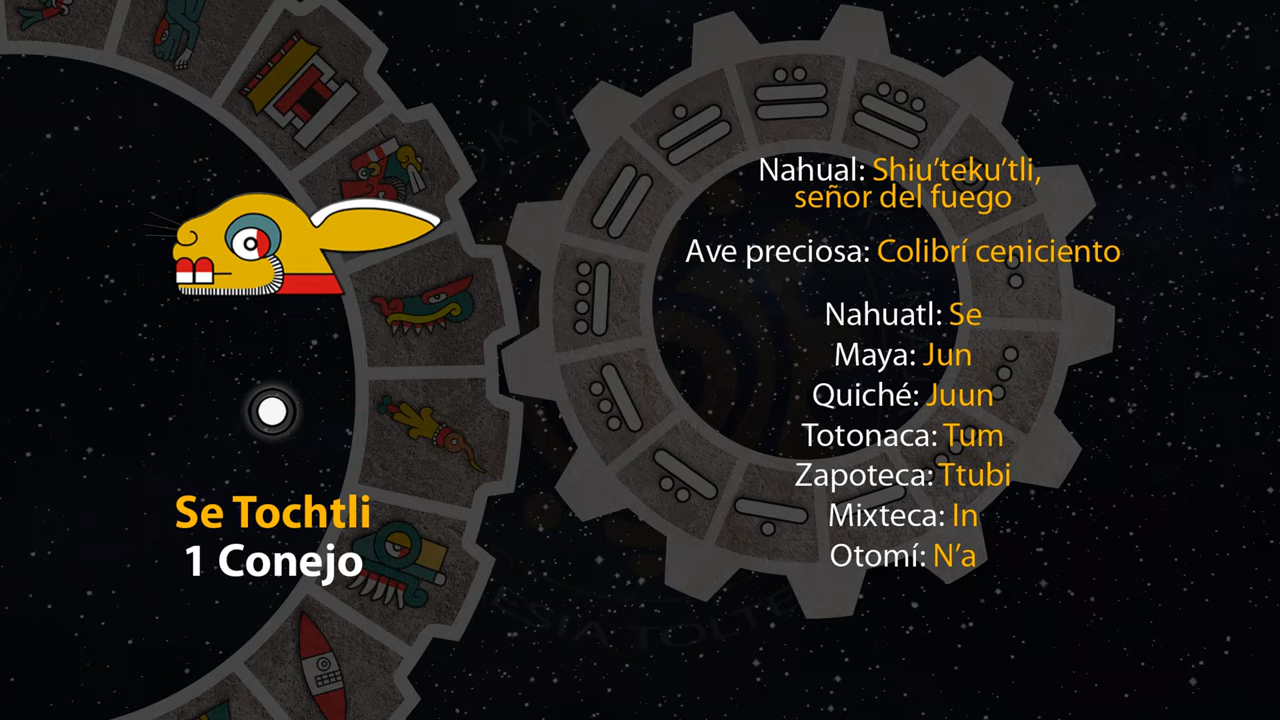 Se Tochtli
1 Conejo
Nahual: Shiu’teku’tli,
señor del fuego
Ave preciosa: Colibrí ceniciento
Nahuatl: Se
Maya: Jun
Quiché: Juun
Totonaca: Tum
Zapoteca: Ttubi
Mixteca: In
Otomí: N’a